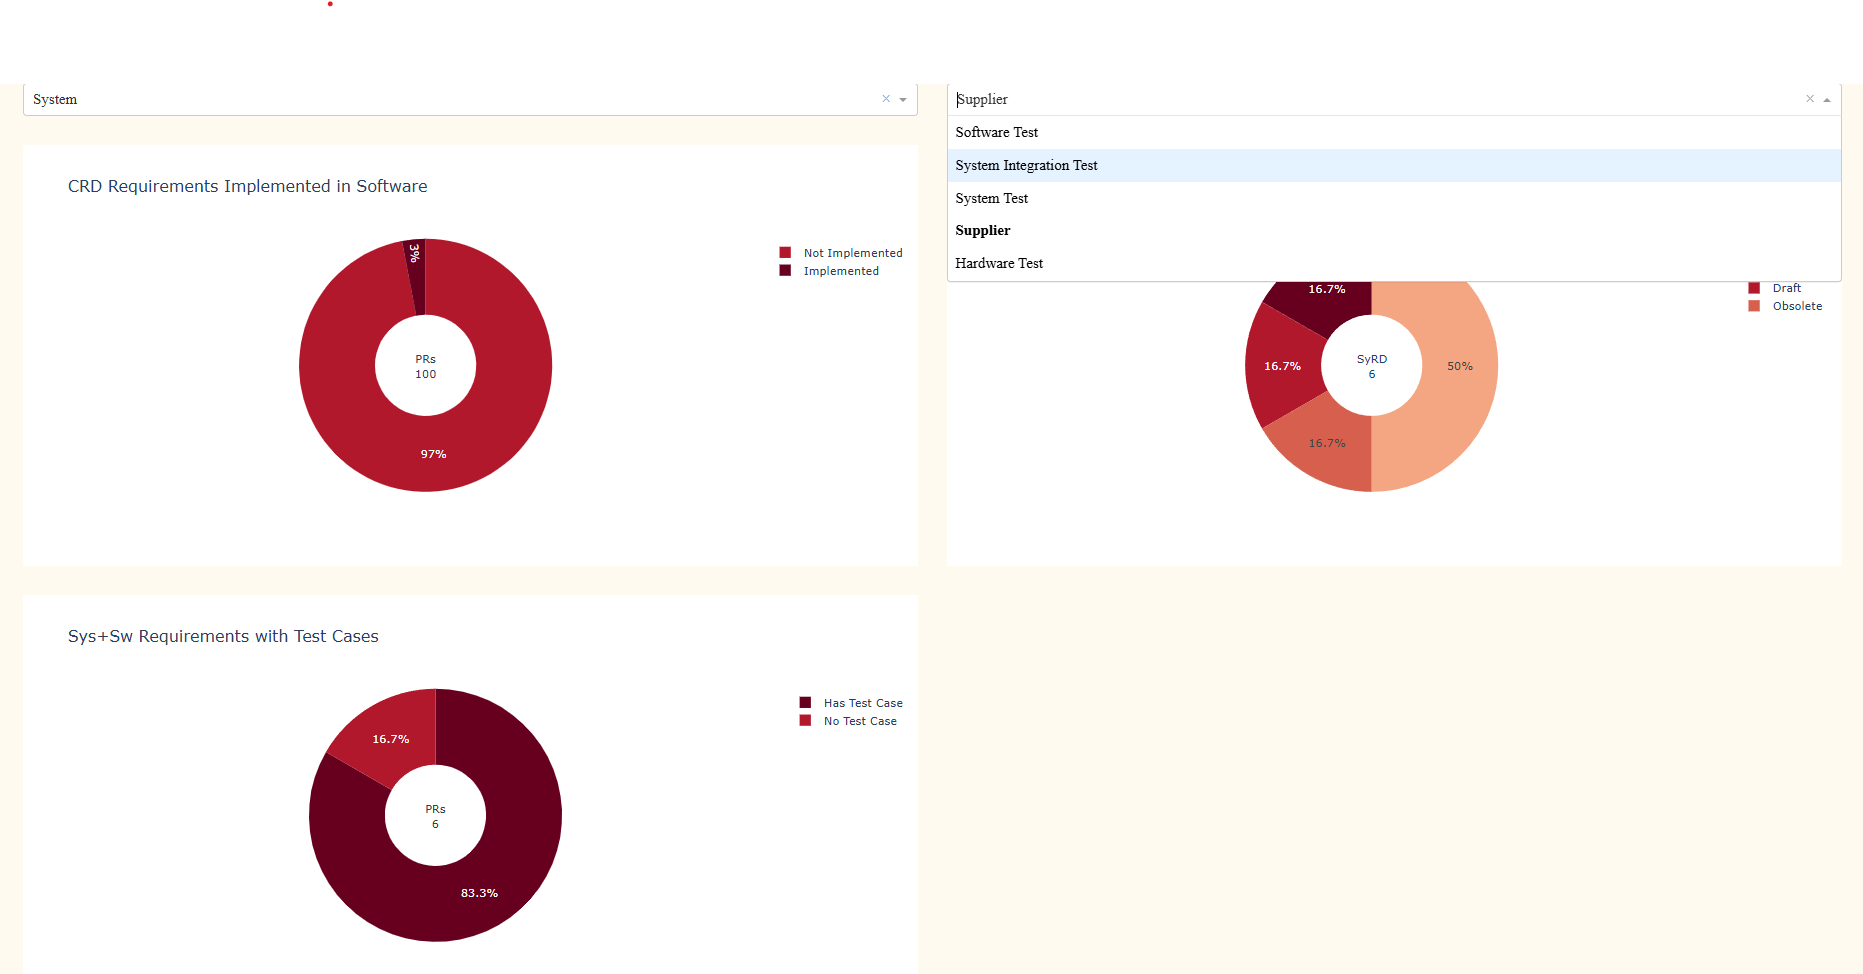 System
Supplier
Software Test
System Integration Test
System Test
Supplier
Hardware Test
CRD Requirements Implemented in Software
Not Implemented
Implemented
3%
PRs
100
97%
Draft
Obsolete
16.7%
16.7%
SyRD
6
50%
16.7%
Sys+Sw Requirements with Test Cases
Has Test Case
No Test Case
16.7%
PRs
6
83.3%